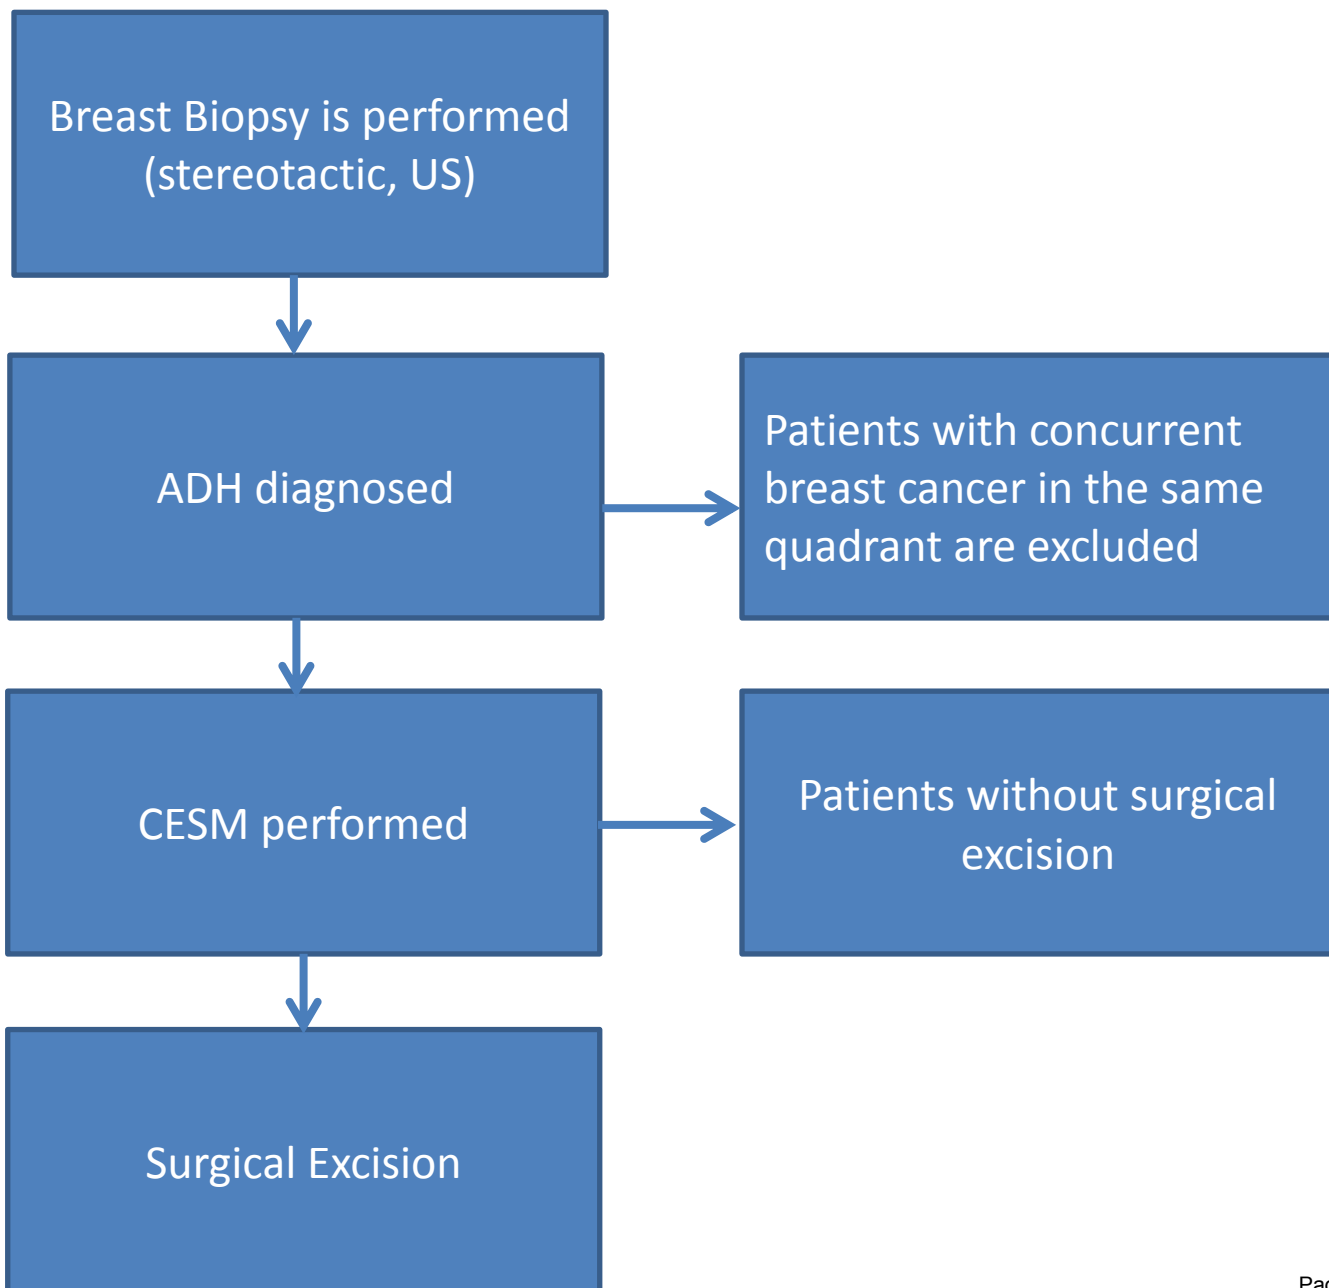 Breast Biopsy is performed
(stereotactic, US)
ADH diagnosed
Patients with concurrent
breast cancer in the same
quadrant are excluded
CESM performed
Patients without surgical
excision
Surgical Excision